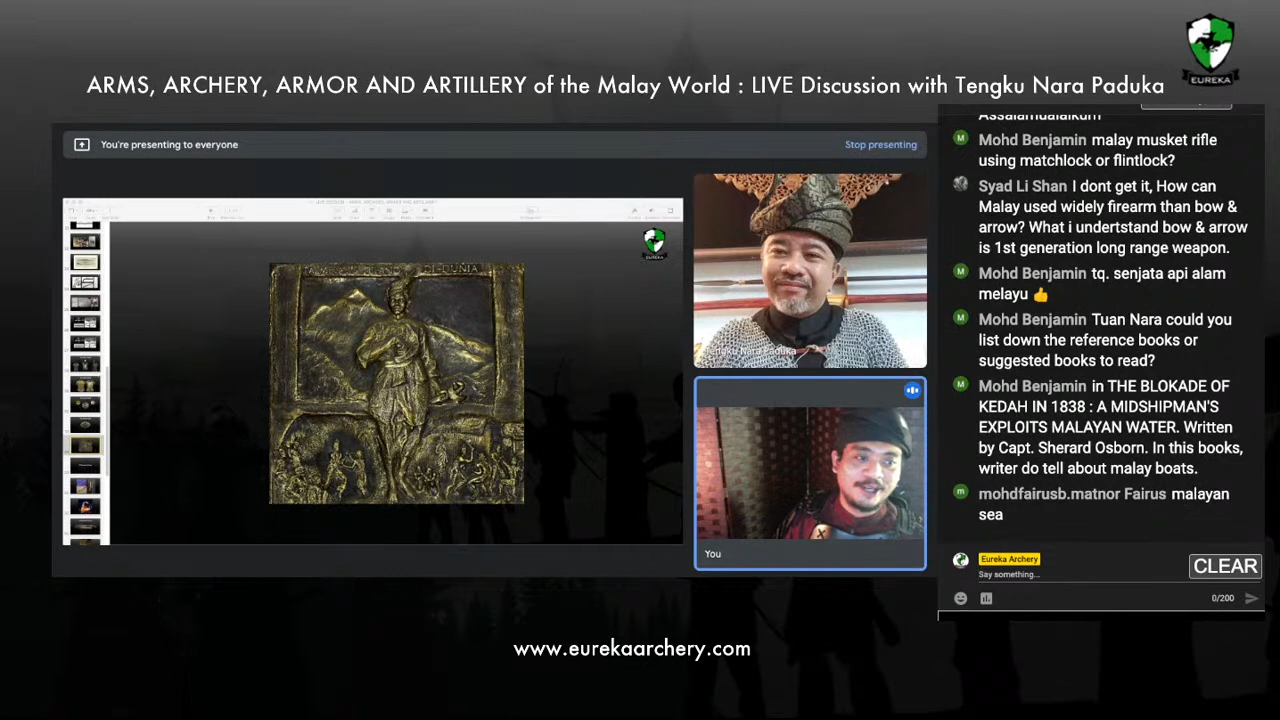 ARMS, ARCHERY, ARMOR AND ARTILLERY of the Malay World : LIVE Discussion with Tengku Nara Paduka
EUREKA
You're presenting to everyone
Stop presenting
DI DUNIA
Tengku Nara Paduka
You
Assalamualaikum
Mohd Benjamin malay musket rifle
using matchlock or flintlock?
Syad Li Shan I dont get it, How can
Malay used widely firearm than bow &
arrow? What i undertstand bow & arrow
is 1st generation long range weapon.
Mohd Benjamin tq. senjata api alam
melayu 👍
Mohd Benjamin Tuan Nara could you
list down the reference books or
suggested books to read?
Mohd Benjamin in THE BLOKADE OF
KEDAH IN 1838 : A MIDSHIPMAN'S
EXPLOITS MALAYAN WATER. Written
by Capt. Sherard Osborn. In this books,
writer do tell about malay boats.
mohdfairusb.matnor Fairus malayan
sea
Eureka Archery
Say something...
CLEAR
0/200
www.eurekaarchery.com